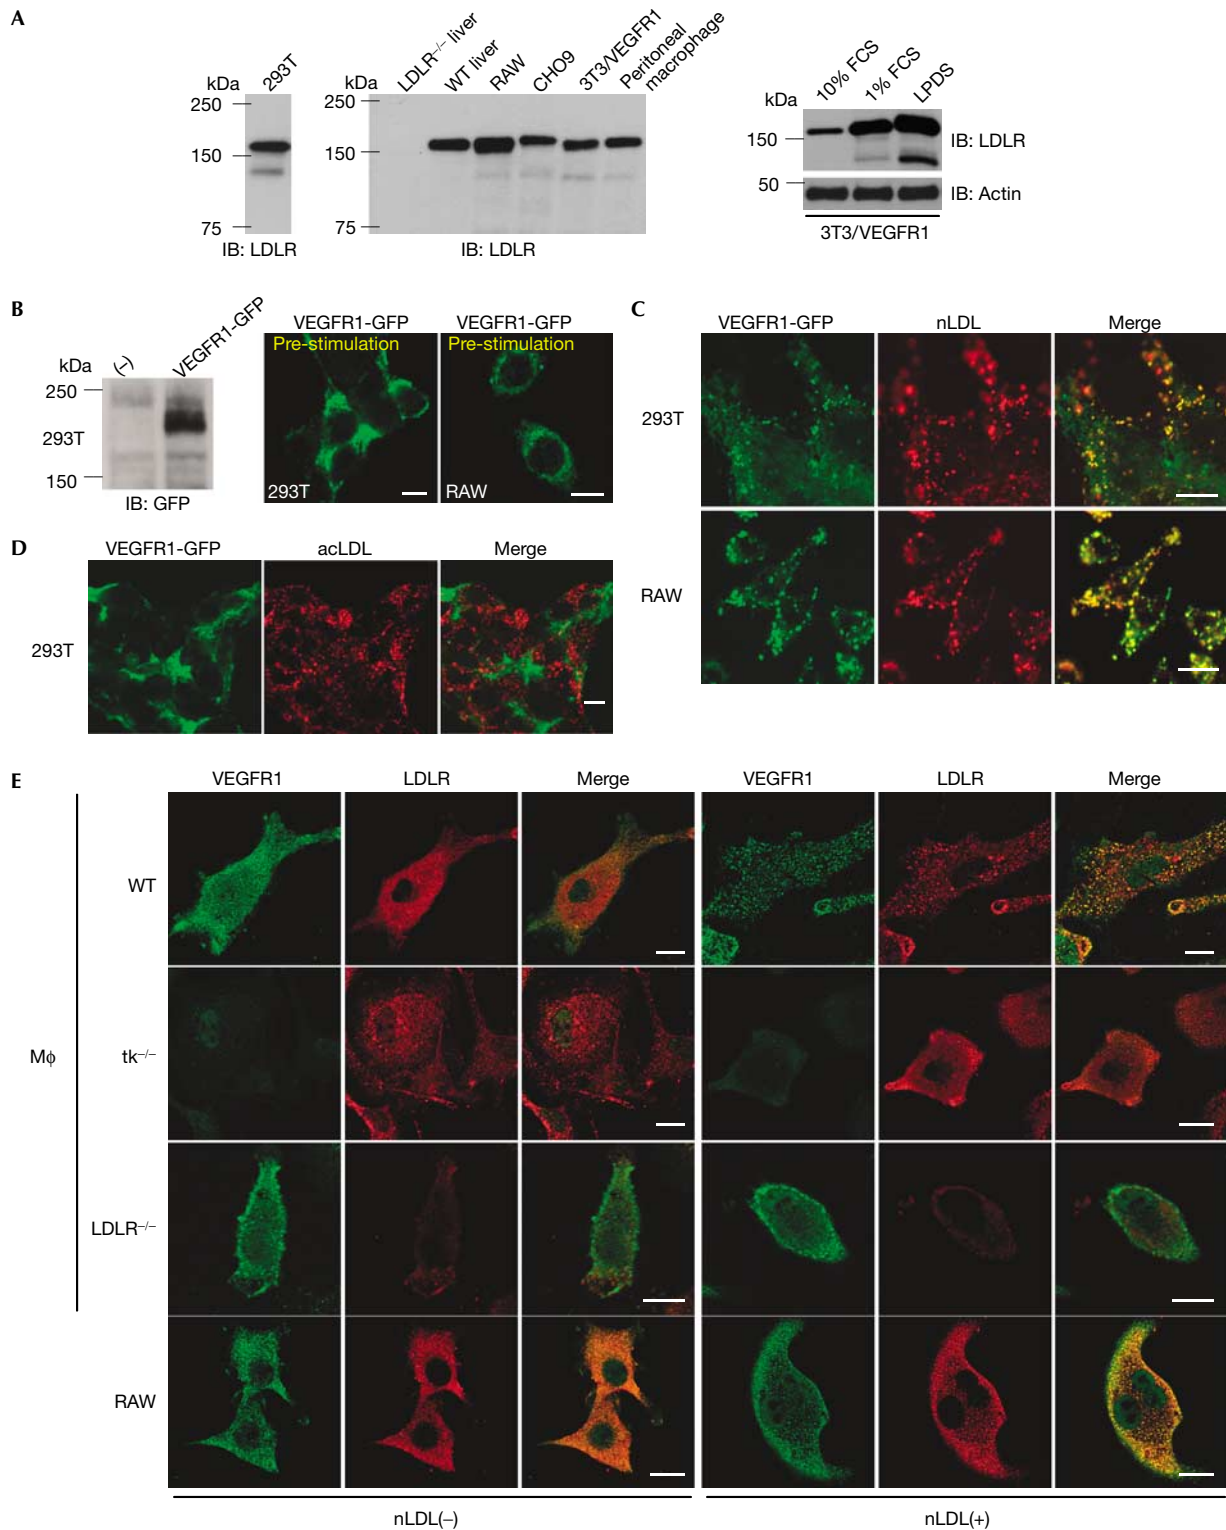 A
kDa
293T
250
150
75
IB: LDLR
kDa
LDLR–/– liver
WT liver
RAW
CHO9
3T3/VEGFR1
Peritoneal
macrophage
250
150
75
IB: LDLR
kDa
10% FCS
1% FCS
LPDS
150
IB: LDLR
50
IB: Actin
3T3/VEGFR1
B
kDa
(–)
VEGFR1-GFP
250
293T
150
IB: GFP
VEGFR1-GFP
VEGFR1-GFP
Pre-stimulation
Pre-stimulation
293T
RAW
C
VEGFR1-GFP
nLDL
Merge
293T
RAW
D
VEGFR1-GFP
acLDL
Merge
293T
E
VEGFR1
LDLR
Merge
VEGFR1
LDLR
Merge
Mϕ
WT
tk–/–
LDLR–/–
RAW
nLDL(–)
nLDL(+)